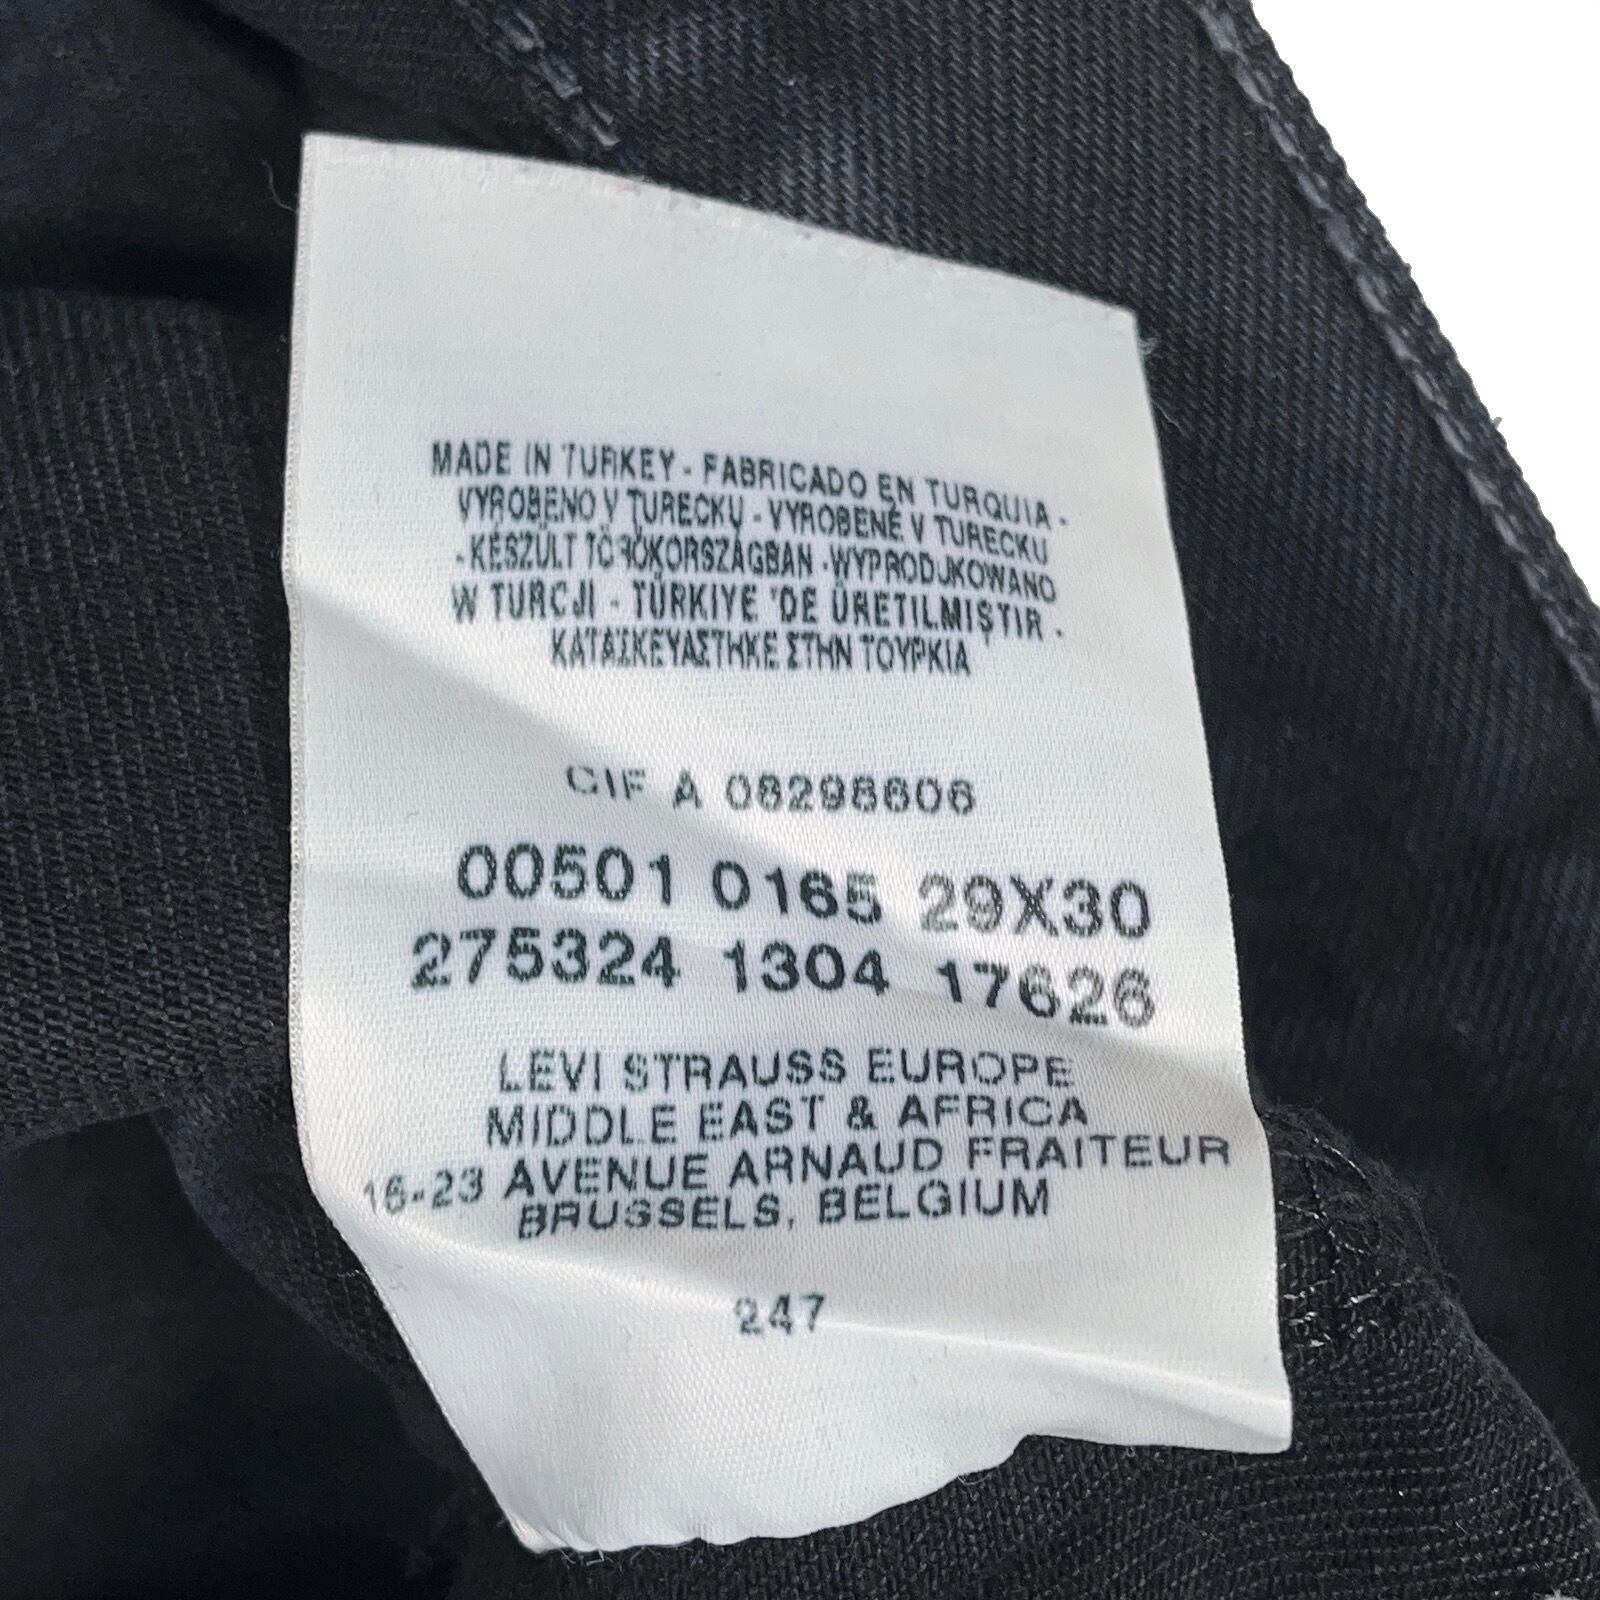 MADE IN TURKEY - FABRICADO EN TURQUIA -
VYROBENO V TURECKU - VYROBENÉ V TURECKU
- KÉSZÜLT TÖRÖKORSZÁGBAN - WYPRODUKOWANO
W TURCJI - TÜRKIYE 'DE ÜRETILMIŞTIR -
ΚΑΤΑΣΚΕΥΑΣΤΗΚΕ ΣΤΗΝ ΤΟΥΡΚΙΑ
CIF A 08298606
00501 0165 29X30
275324 1304 17626
LEVI STRAUSS EUROPE
MIDDLE EAST & AFRICA
16-23 AVENUE ARNAUD FRAITEUR
BRUSSELS, BELGIUM
247